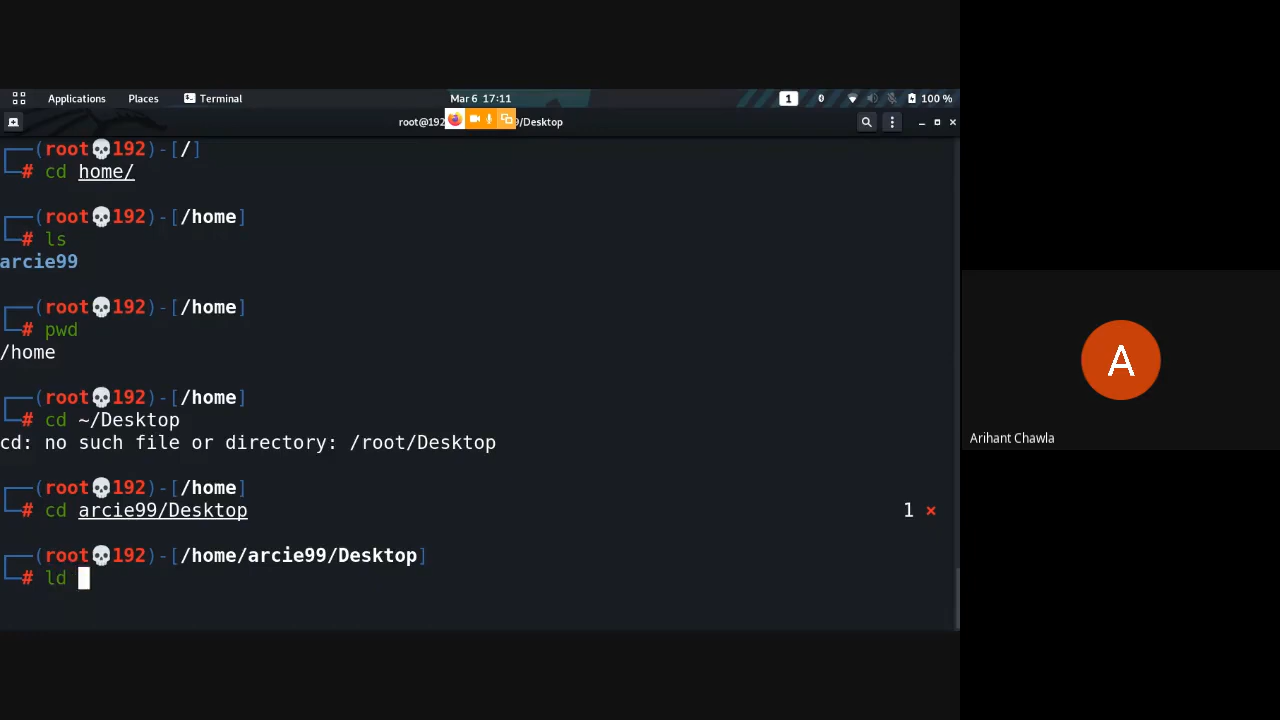 Applications Places Terminal Mar 6 17:11 1 0 100 %
root@192 9/Desktop
(root💀192)-[/]
# cd home/
(root💀192)-[/home]
# ls
arcie99
(root💀192)-[/home]
# pwd
/home
(root💀192)-[/home]
# cd ~/Desktop
cd: no such file or directory: /root/Desktop
(root💀192)-[/home]
# cd arcie99/Desktop 1 ×
(root💀192)-[/home/arcie99/Desktop]
# ld
A
Arihant Chawla